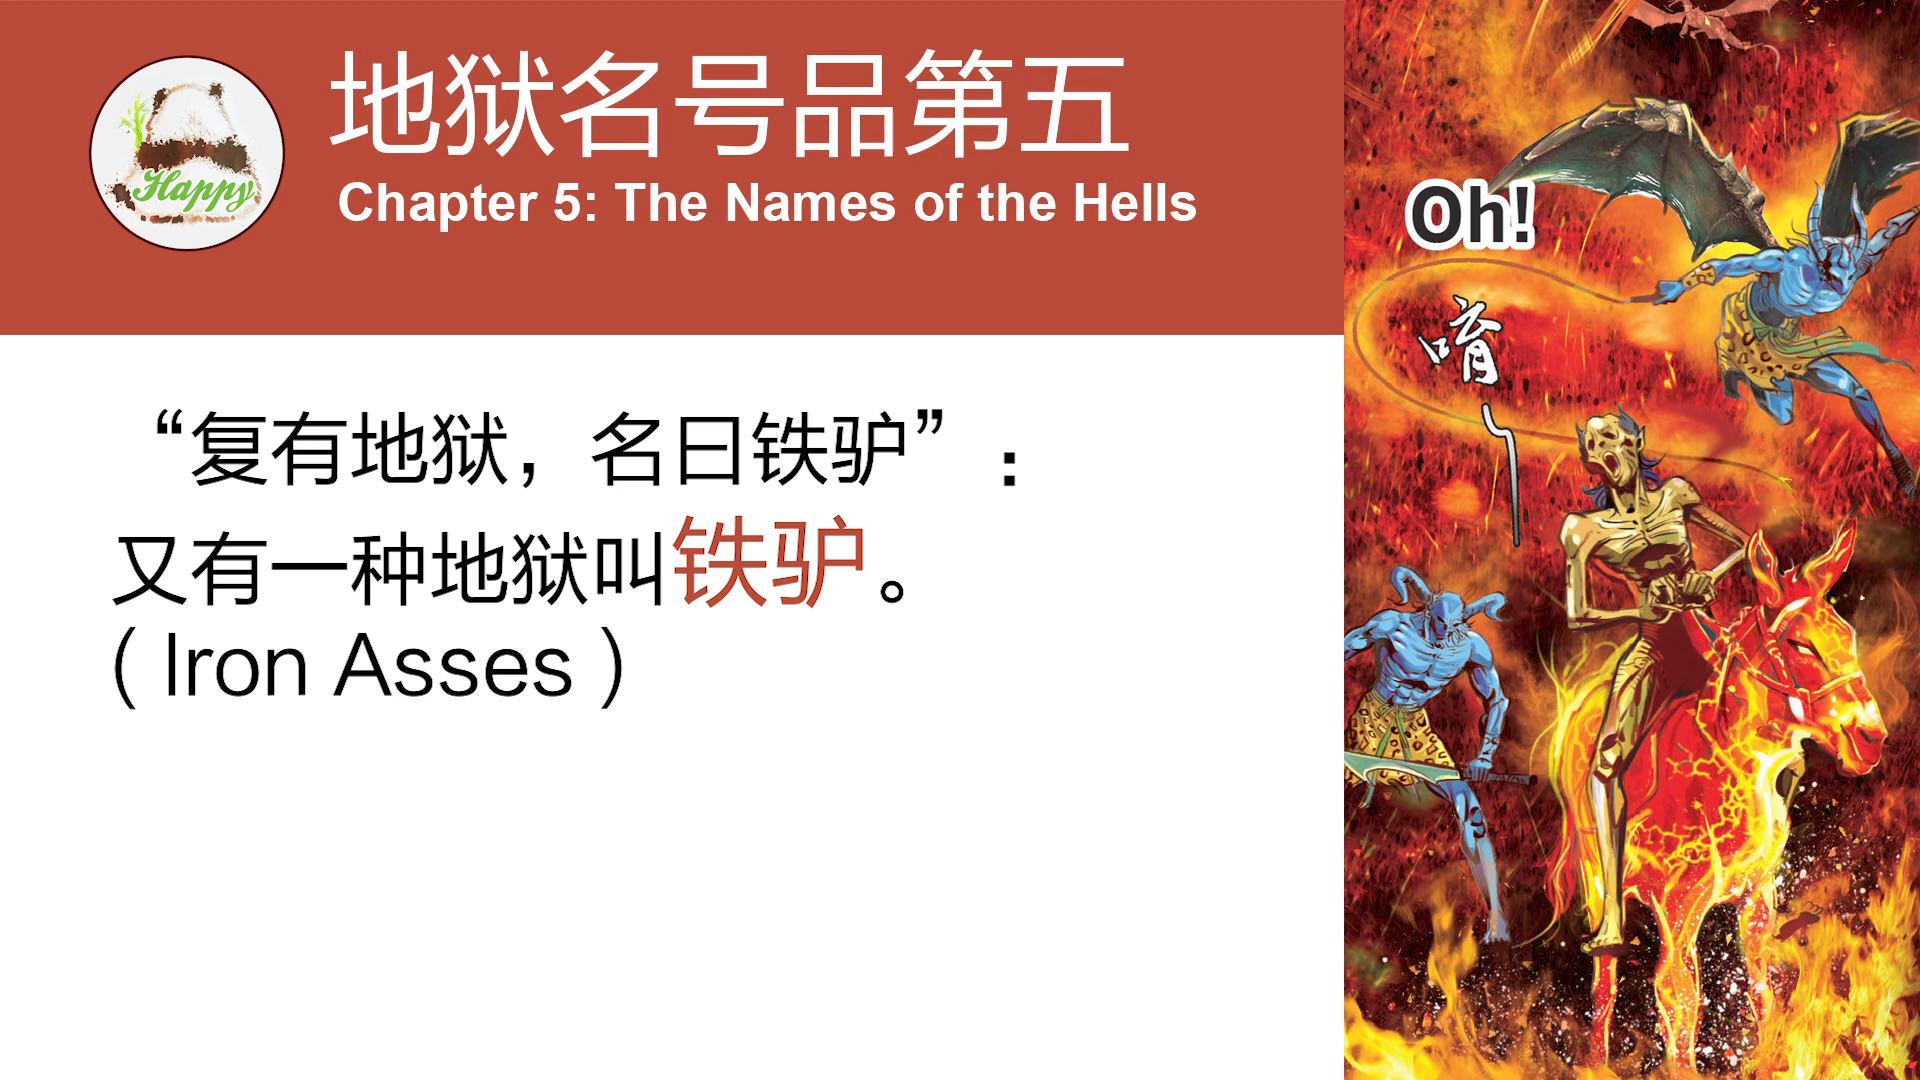 Happy
地狱名号品第五
Chapter 5: The Names of the Hells
“复有地狱，名曰铁驴”：
又有一种地狱叫铁驴。
( Iron Asses )
Oh!
唷